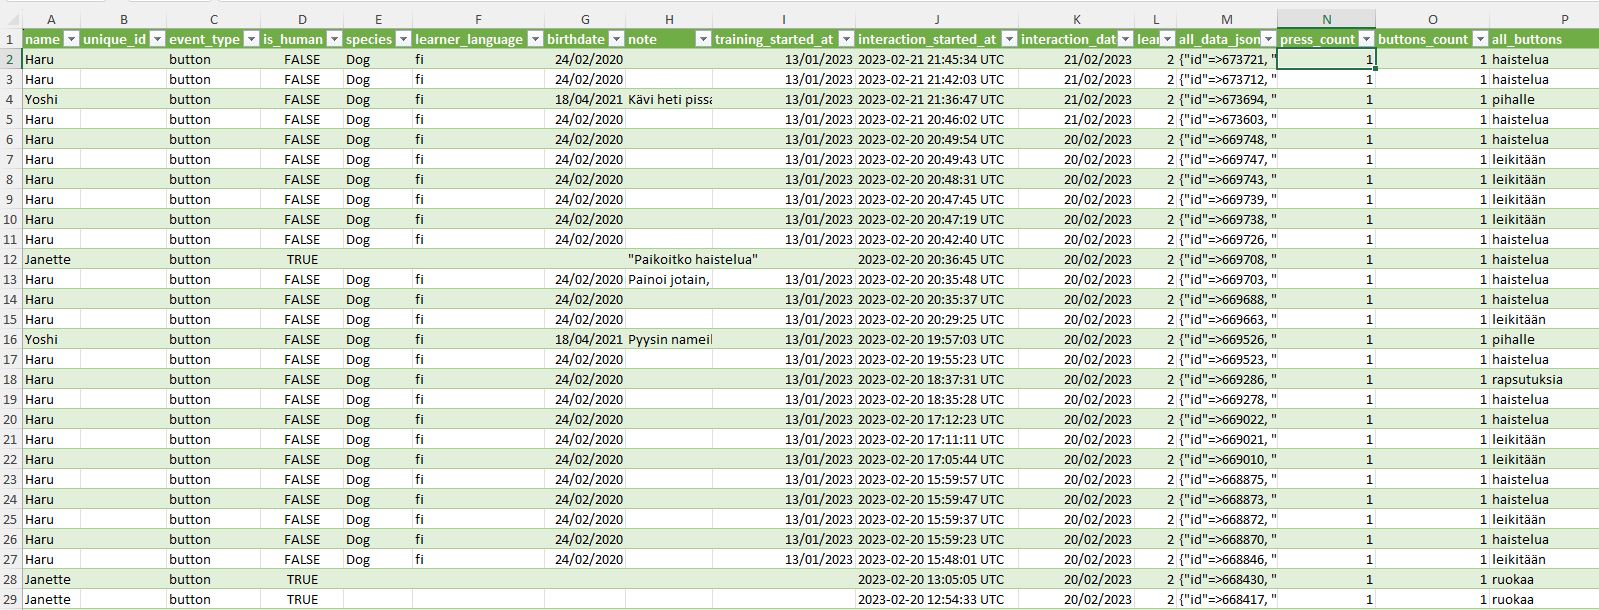 A B C D E F G H I J K L M N O P
1 name unique_id event_type is_human species learner_language birthdate note training_started_at interaction_started_at interaction_dat lear all_data_json press_count buttons_count all_buttons
2 Haru button FALSE Dog fi 24/02/2020 13/01/2023 2023-02-21 21:45:34 UTC 21/02/2023 2 {"id"=>673721, " 1 1 haistelua
3 Haru button FALSE Dog fi 24/02/2020 13/01/2023 2023-02-21 21:42:03 UTC 21/02/2023 2 {"id"=>673712, " 1 1 haistelua
4 Yoshi button FALSE Dog fi 18/04/2021 Kävi heti pissa 13/01/2023 2023-02-21 21:36:47 UTC 21/02/2023 2 {"id"=>673694, " 1 1 pihalle
5 Haru button FALSE Dog fi 24/02/2020 13/01/2023 2023-02-21 20:46:02 UTC 21/02/2023 2 {"id"=>673603, " 1 1 haistelua
6 Haru button FALSE Dog fi 24/02/2020 13/01/2023 2023-02-20 20:49:54 UTC 20/02/2023 2 {"id"=>669748, " 1 1 haistelua
7 Haru button FALSE Dog fi 24/02/2020 13/01/2023 2023-02-20 20:49:43 UTC 20/02/2023 2 {"id"=>669747, " 1 1 leikitään
8 Haru button FALSE Dog fi 24/02/2020 13/01/2023 2023-02-20 20:48:31 UTC 20/02/2023 2 {"id"=>669743, " 1 1 leikitään
9 Haru button FALSE Dog fi 24/02/2020 13/01/2023 2023-02-20 20:47:45 UTC 20/02/2023 2 {"id"=>669739, " 1 1 leikitään
10 Haru button FALSE Dog fi 24/02/2020 13/01/2023 2023-02-20 20:47:19 UTC 20/02/2023 2 {"id"=>669738, " 1 1 leikitään
11 Haru button FALSE Dog fi 24/02/2020 13/01/2023 2023-02-20 20:42:40 UTC 20/02/2023 2 {"id"=>669726, " 1 1 haistelua
12 Janette button TRUE "Paikoitko haistelua" 2023-02-20 20:36:45 UTC 20/02/2023 2 {"id"=>669708, " 1 1 haistelua
13 Haru button FALSE Dog fi 24/02/2020 Painoi jotain, 13/01/2023 2023-02-20 20:35:48 UTC 20/02/2023 2 {"id"=>669703, " 1 1 haistelua
14 Haru button FALSE Dog fi 24/02/2020 13/01/2023 2023-02-20 20:35:37 UTC 20/02/2023 2 {"id"=>669688, " 1 1 haistelua
15 Haru button FALSE Dog fi 24/02/2020 13/01/2023 2023-02-20 20:29:25 UTC 20/02/2023 2 {"id"=>669663, " 1 1 haistelua
16 Yoshi button FALSE Dog fi 18/04/2021 Pyysin nameil 13/01/2023 2023-02-20 19:57:03 UTC 20/02/2023 2 {"id"=>669526, " 1 1 pihalle
17 Haru button FALSE Dog fi 24/02/2020 13/01/2023 2023-02-20 19:55:23 UTC 20/02/2023 2 {"id"=>669523, " 1 1 haistelua
18 Haru button FALSE Dog fi 24/02/2020 13/01/2023 2023-02-20 18:37:31 UTC 20/02/2023 2 {"id"=>669286, " 1 1 rapsutuksia
19 Haru button FALSE Dog fi 24/02/2020 13/01/2023 2023-02-20 18:35:28 UTC 20/02/2023 2 {"id"=>669278, " 1 1 haistelua
20 Haru button FALSE Dog fi 24/02/2020 13/01/2023 2023-02-20 17:12:23 UTC 20/02/2023 2 {"id"=>669022, " 1 1 haistelua
21 Haru button FALSE Dog fi 24/02/2020 13/01/2023 2023-02-20 17:11:11 UTC 20/02/2023 2 {"id"=>669021, " 1 1 leikitään
22 Haru button FALSE Dog fi 24/02/2020 13/01/2023 2023-02-20 17:05:44 UTC 20/02/2023 2 {"id"=>669010, " 1 1 leikitään
23 Haru button FALSE Dog fi 24/02/2020 13/01/2023 2023-02-20 15:59:57 UTC 20/02/2023 2 {"id"=>668875, " 1 1 haistelua
24 Haru button FALSE Dog fi 24/02/2020 13/01/2023 2023-02-20 15:59:47 UTC 20/02/2023 2 {"id"=>668873, " 1 1 haistelua
25 Haru button FALSE Dog fi 24/02/2020 13/01/2023 2023-02-20 15:59:37 UTC 20/02/2023 2 {"id"=>668872, " 1 1 leikitään
26 Haru button FALSE Dog fi 24/02/2020 13/01/2023 2023-02-20 15:59:23 UTC 20/02/2023 2 {"id"=>668870, " 1 1 haistelua
27 Haru button FALSE Dog fi 24/02/2020 13/01/2023 2023-02-20 15:48:01 UTC 20/02/2023 2 {"id"=>668846, " 1 1 leikitään
28 Janette button TRUE 2023-02-20 13:05:05 UTC 20/02/2023 2 {"id"=>668430, " 1 1 ruokaa
29 Janette button TRUE 2023-02-20 12:54:33 UTC 20/02/2023 2 {"id"=>668417, " 1 1 ruokaa